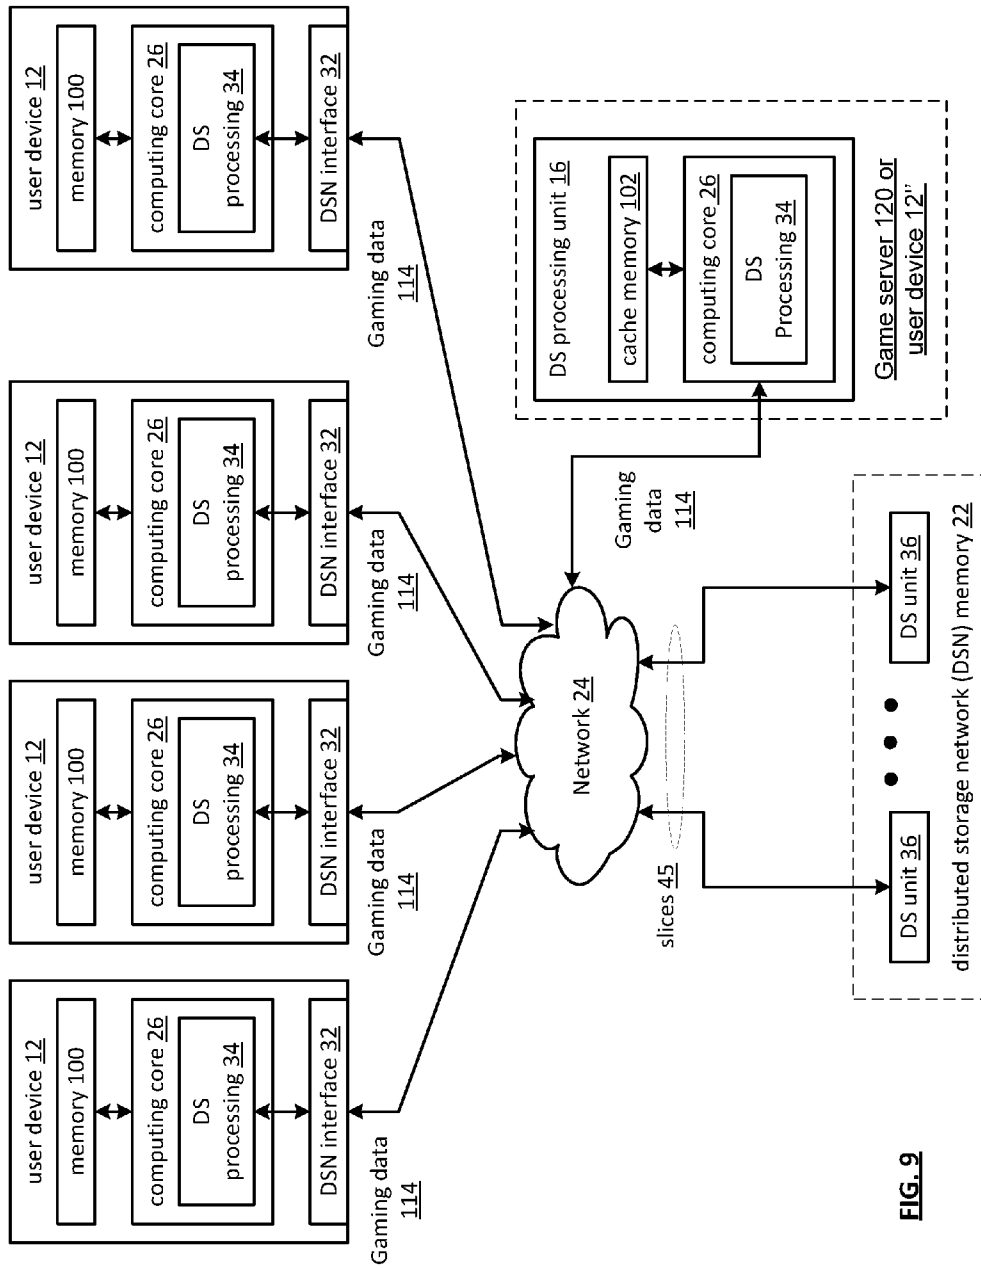 user device 12
memory 100
computing core 26
DS
processing 34
DSN interface 32
Gaming data
114
user device 12
memory 100
computing core 26
DS
processing 34
DSN interface 32
Gaming data
114
user device 12
memory 100
computing core 26
DS
processing 34
DSN interface 32
Gaming data
114
user device 12
memory 100
computing core 26
DS
processing 34
DSN interface 32
Gaming data
114
Network 24
slices 45
Gaming
data
114
DS processing unit 16
cache memory 102
computing core 26
DS
Processing 34
Game server 120 or
user device 12"
DS unit 36
DS unit 36
distributed storage network (DSN) memory 22
FIG. 9